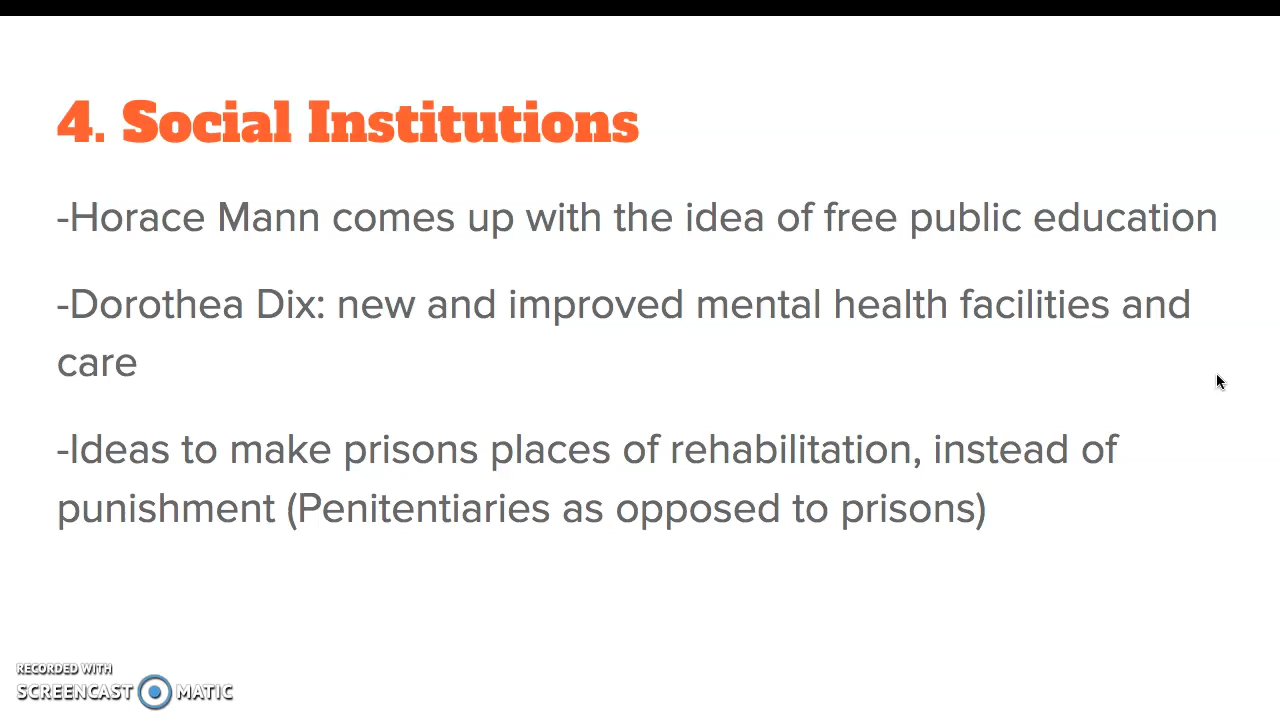 4. Social Institutions
-Horace Mann comes up with the idea of free public education
-Dorothea Dix: new and improved mental health facilities and
care
-Ideas to make prisons places of rehabilitation, instead of
punishment (Penitentiaries as opposed to prisons)
RECORDED WITH
SCREENCAST MATIC